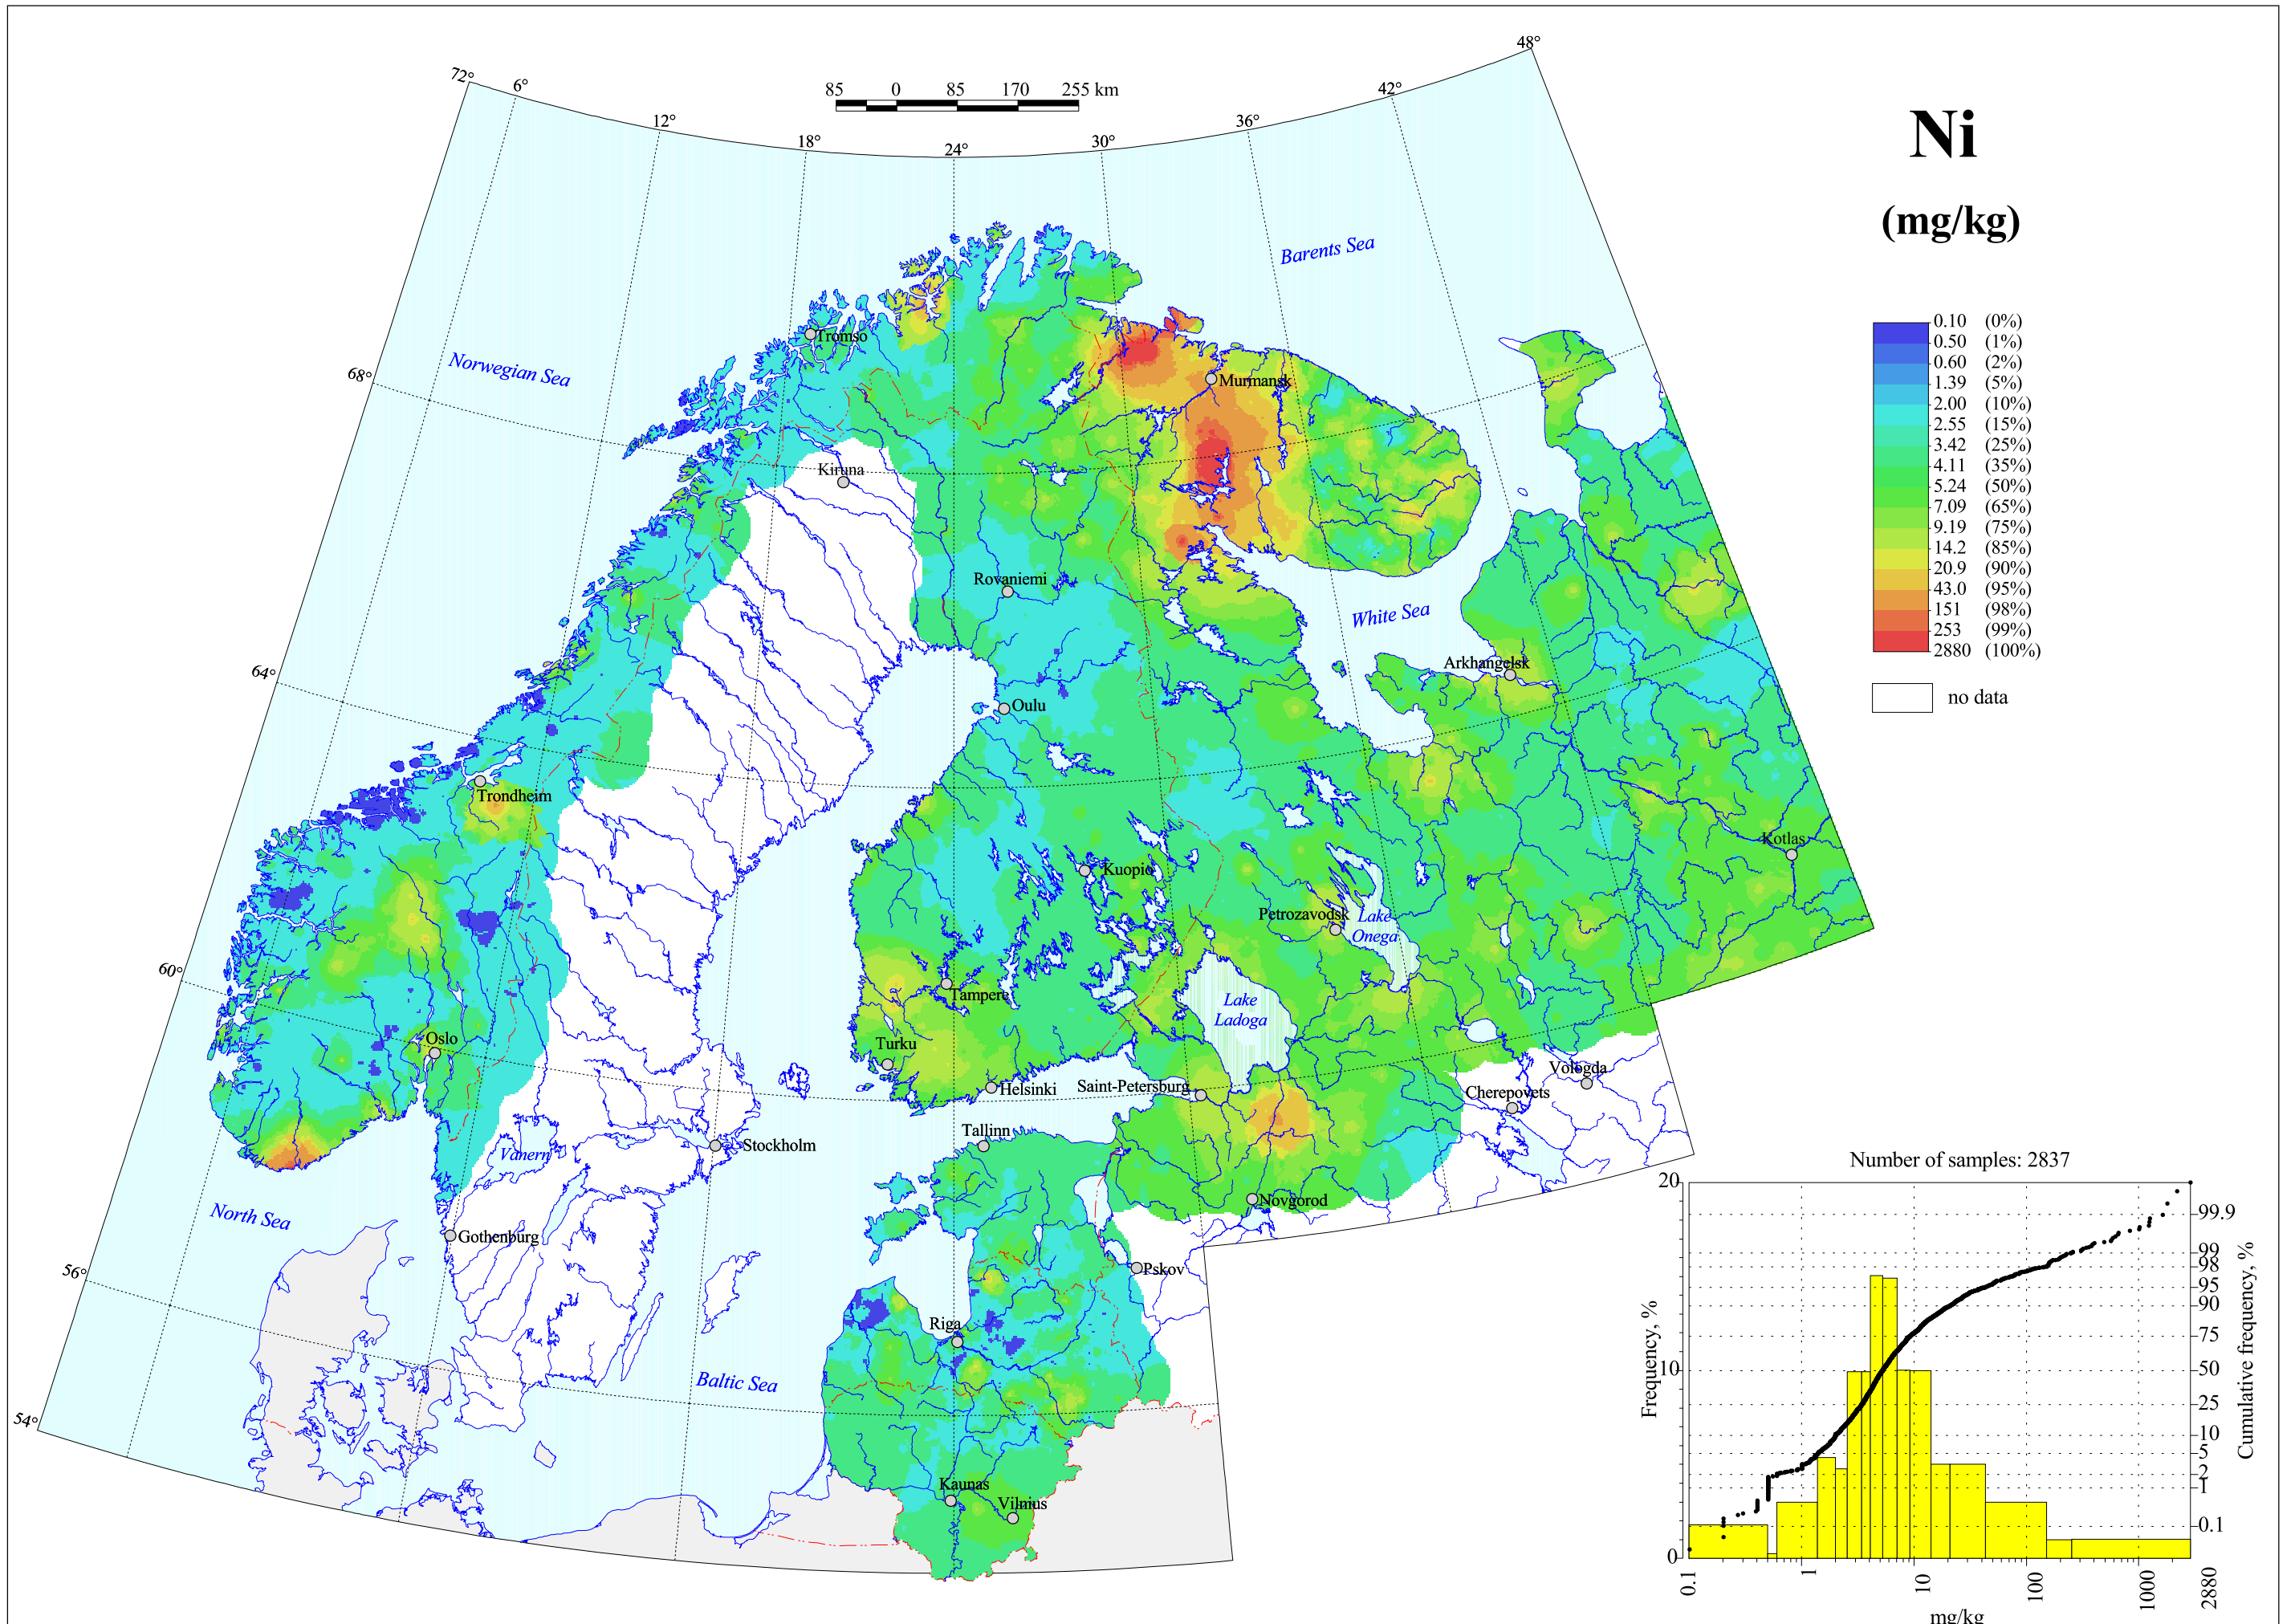 48°
72°
6°
42°
85 0 85 170 255 km
12°
36°
18°
30°
24°
Ni
(mg/kg)
Barents Sea
0.10 (0%)
0.50 (1%)
0.60 (2%)
1.39 (5%)
2.00 (10%)
2.55 (15%)
3.42 (25%)
4.11 (35%)
5.24 (50%)
7.09 (65%)
9.19 (75%)
14.2 (85%)
20.9 (90%)
43.0 (95%)
151 (98%)
253 (99%)
2880 (100%)
no data
Tromso
Norwegian Sea
68°
Murmansk
Kiruna
Rovaniemi
White Sea
Arkhangelsk
64°
Oulu
Trondheim
Kotlas
Kuopio
Petrozavodsk
Lake
Onega
60°
Tampere
Lake
Ladoga
Oslo
Turku
Vologda
Helsinki
Saint-Petersburg
Cherepovets
Tallinn
Stockholm
Vanern
Novgorod
North Sea
Gothenburg
56°
Pskov
Riga
Baltic Sea
54°
Kaunas
Vilnius
Number of samples: 2837
20
10
0
Frequency, %
99.9
99
98
95
90
75
50
25
10
5
2
1
0.1
Cumulative frequency, %
0.1
1
10
100
1000
2880
mg/kg